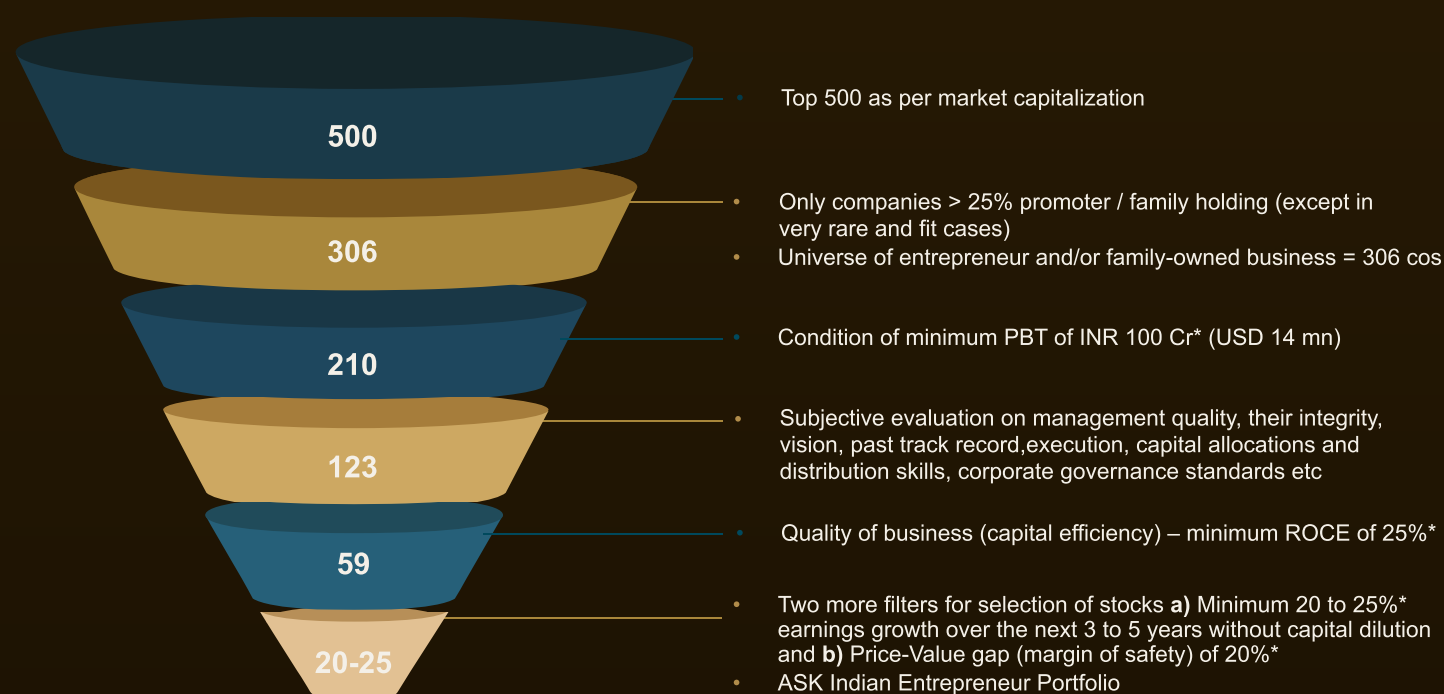 500
• Top 500 as per market capitalization
306
• Only companies > 25% promoter / family holding (except in
very rare and fit cases)
• Universe of entrepreneur and/or family-owned business = 306 cos
210
• Condition of minimum PBT of INR 100 Cr* (USD 14 mn)
123
• Subjective evaluation on management quality, their integrity,
vision, past track record,execution, capital allocations and
distribution skills, corporate governance standards etc
59
• Quality of business (capital efficiency) – minimum ROCE of 25%*
20-25
• Two more filters for selection of stocks a) Minimum 20 to 25%*
earnings growth over the next 3 to 5 years without capital dilution
and b) Price-Value gap (margin of safety) of 20%*
• ASK Indian Entrepreneur Portfolio